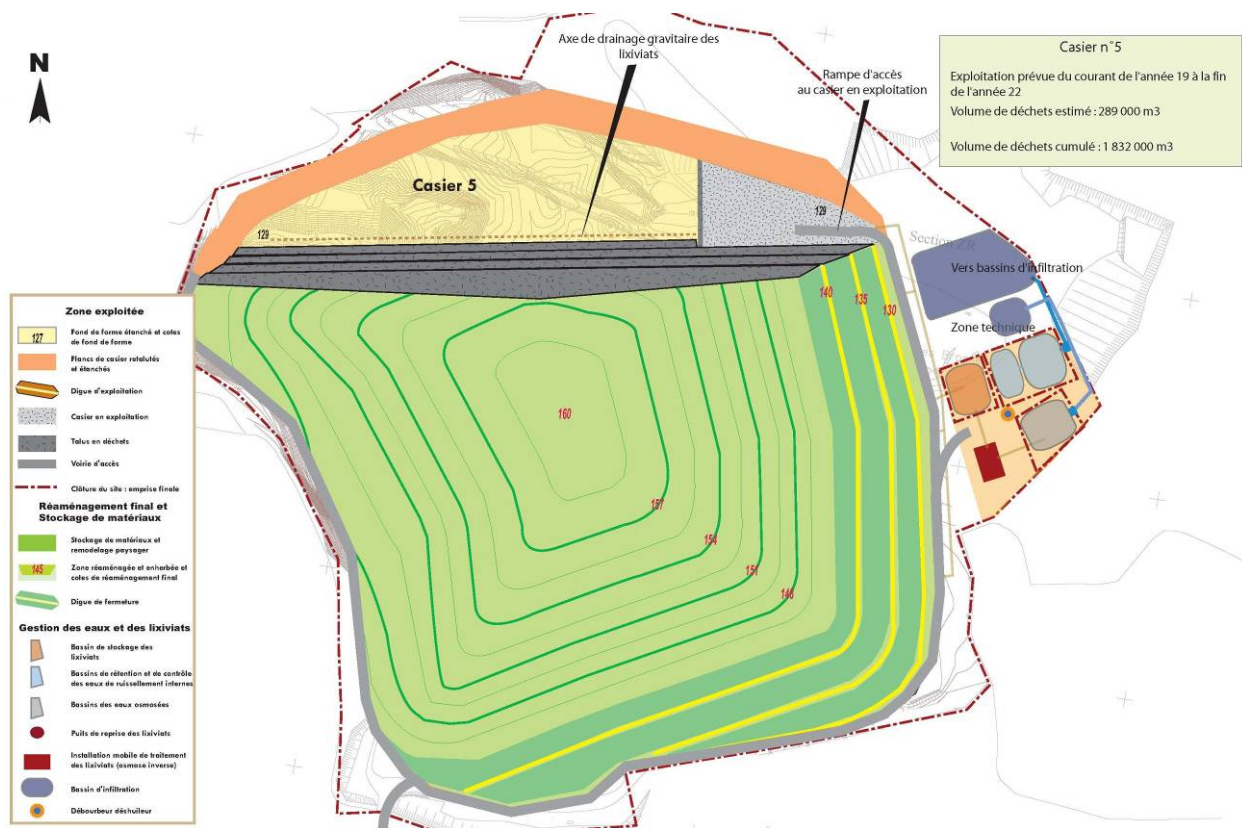 N
Axe de drainage gravitaire des
lixiviats
Rampe d'accès
au casier en exploitation
Casier n°5
Exploitation prévue du courant de l'année 19 à la fin
de l'année 22
Volume de déchets estimé : 289 000 m3
Volume de déchets cumulé : 1 832 000 m3
Casier 5
129
129
Section ZR
Vers bassins d'infiltration
Zone technique
140
135
130
160
157
154
151
148
Zone exploitée
127
Fond de forme étanché et cotes
de fond de forme
Flancs de casier retalutés
et étanchés
Digue d'exploitation
Casier en exploitation
Talus en déchets
Voirie d'accès
Clôture du site : emprise finale
Réaménagement final et
Stockage de matériaux
Stockage de matériaux et
remodelage paysager
145
Zone réaménagée et enherbée et
cotes de réaménagement final
Digue de fermeture
Gestion des eaux et des lixiviats
Bassin de stockage des
lixiviats
Bassins de rétention et de contrôle
des eaux de ruissellement internes
Bassins des eaux osmosées
Puits de reprise des lixiviats
Installation mobile de traitement
des lixiviats (osmose inverse)
Bassin d'infiltration
Débourbeur déshuileur